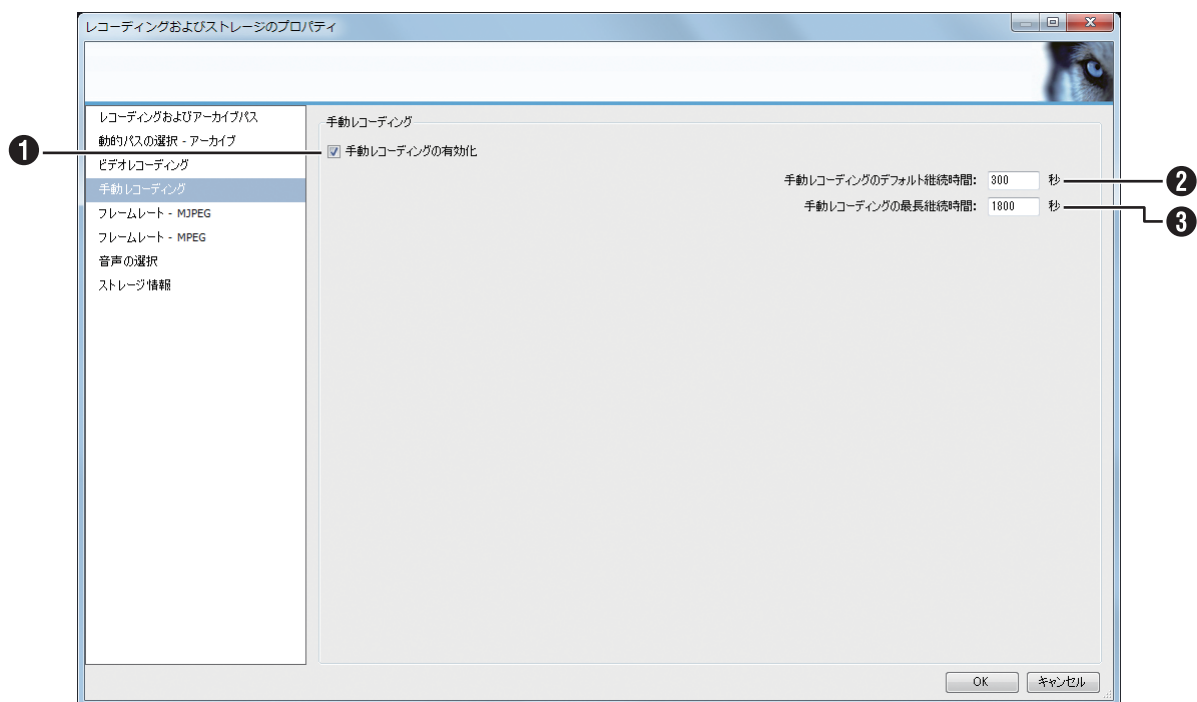 レコーディングおよびストレージのプロパティ
レコーディングおよびアーカイブパス
動的パスの選択 - アーカイブ
ビデオレコーディング
手動レコーディング
フレームレート - MJPEG
フレームレート - MPEG
音声の選択
ストレージ情報
手動レコーディング
❶ 手動レコーディングの有効化
手動レコーディングのデフォルト継続時間: 300 秒 ❷
手動レコーディングの最長継続時間: 1800 秒 ❸
OK キャンセル